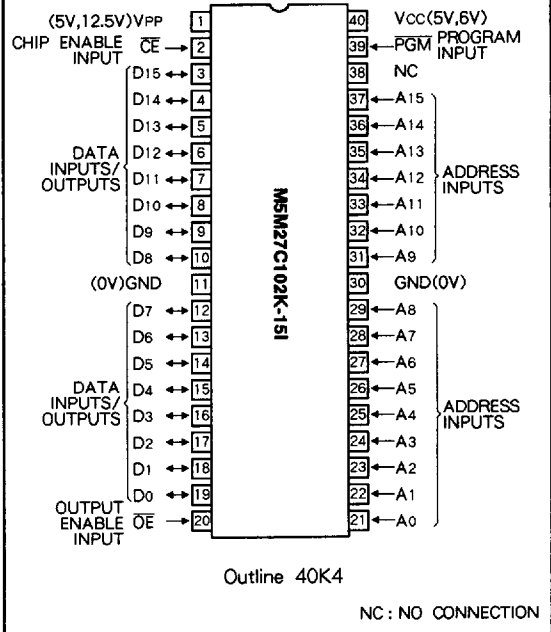 (5V,12.5V)VPP 1 40 VCC(5V,6V)
CHIP ENABLE INPUT CE 2 39 PGM PROGRAM INPUT
D15 3 38 NC
D14 4 37 A15
D13 5 36 A14
D12 6 35 A13
DATA INPUTS/OUTPUTS
D11 7 34 A12
ADDRESS INPUTS
D10 8 33 A11
D9 9 32 A10
D8 10 31 A9
(0V)GND 11 30 GND(0V)
D7 12 29 A8
D6 13 28 A7
D5 14 27 A6
D4 15 26 A5
DATA INPUTS/OUTPUTS
D3 16 25 A4
ADDRESS INPUTS
D2 17 24 A3
D1 18 23 A2
D0 19 22 A1
OUTPUT ENABLE INPUT OE 20 21 A0
M5M27C102K-15I
Outline 40K4
NC : NO CONNECTION